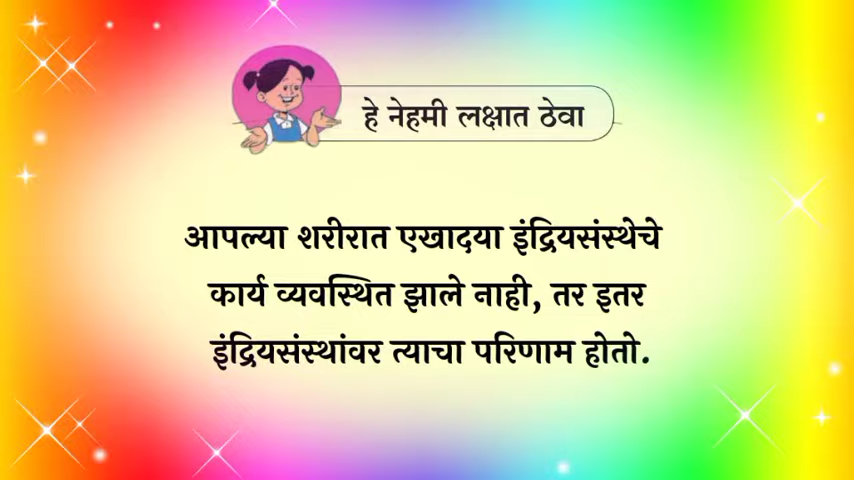 हे नेहमी लक्षात ठेवा
आपल्या शरीरात एखादया इंद्रियसंस्थेचे
कार्य व्यवस्थित झाले नाही, तर इतर
इंद्रियसंस्थांवर त्याचा परिणाम होतो.